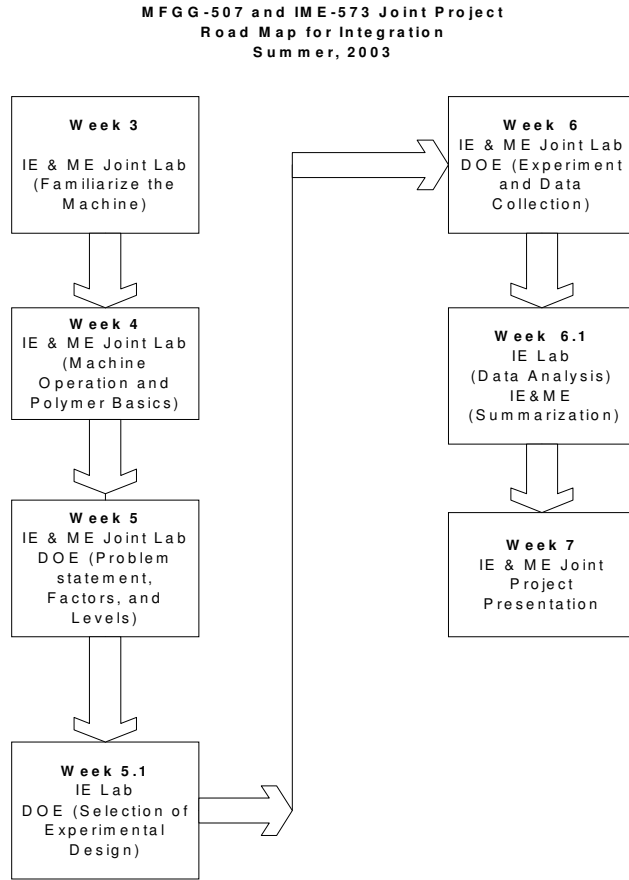 MFGG-507 and IME-573 Joint Project
Road Map for Integration
Summer, 2003
Week 3
IE & ME Joint Lab
(Familiarize the
Machine)
Week 4
IE & ME Joint Lab
(Machine
Operation and
Polymer Basics)
Week 5
IE & ME Joint Lab
DOE (Problem
statement,
Factors, and
Levels)
Week 5.1
IE Lab
DOE (Selection of
Experimental
Design)
Week 6
IE & ME Joint Lab
DOE (Experiment
and Data
Collection)
Week 6.1
IE Lab
(Data Analysis)
IE&ME
(Summarization)
Week 7
IE & ME Joint
Project
Presentation